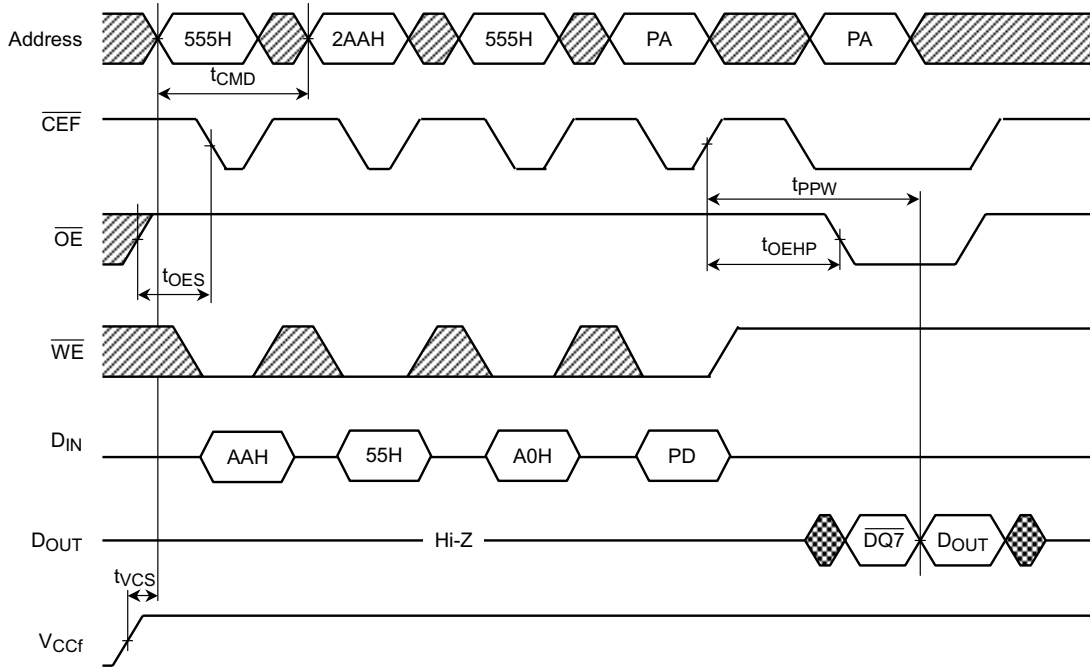 Address 555H 2AAH 555H PA PA
tCMD
CEF
tPPW
OE
tOEHP
tOES
WE
DIN AAH 55H A0H PD
DOUT Hi-Z DQ7 DOUT
tVCS
VCCf